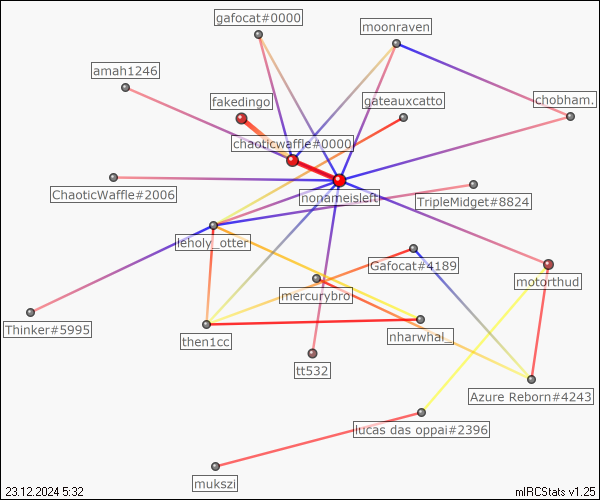 gafocat#0000
moonraven
amah1246
fakedingo
gateauxcatto
chobham.
chaoticwaffle#0000
ChaoticWaffle#2006
nonameisleft
TripleMidget#8824
leholy_otter
Gafocat#4189
motorthud
mercurybro
Thinker#5995
then1cc
nharwhal_
tt532
Azure Reborn#4243
lucas das oppai#2396
mukszi
23.12.2024 5:32
mIRCStats v1.25